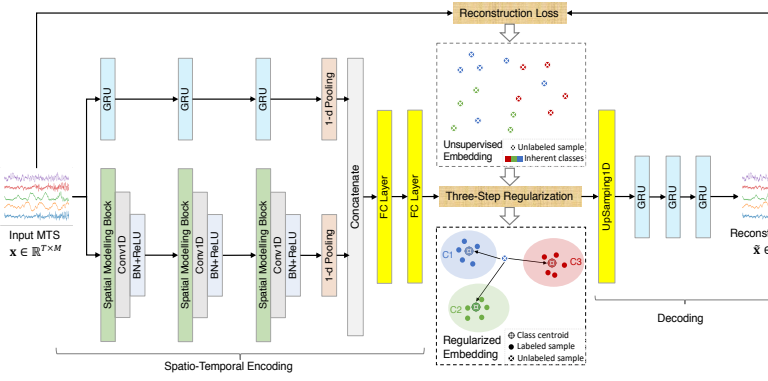 Reconstruction Loss
GRU
GRU
GRU
1-d Pooling
Unsupervised
Embedding
Unlabeled sample
Inherent classes
Concatenate
FC Layer
FC Layer
Three-Step Regularization
UpSampling1D
GRU
GRU
GRU
Input MTS
x ∈ ℝ^{T×M}
Spatial Modelling Block
Conv1D
BN+ReLU
Spatial Modelling Block
Conv1D
BN+ReLU
Spatial Modelling Block
Conv1D
BN+ReLU
1-d Pooling
C1
C3
C2
Class centroid
Labeled sample
Unlabeled sample
Regularized
Embedding
Spatio-Temporal Encoding
Decoding
Reconst
x̃ ∈